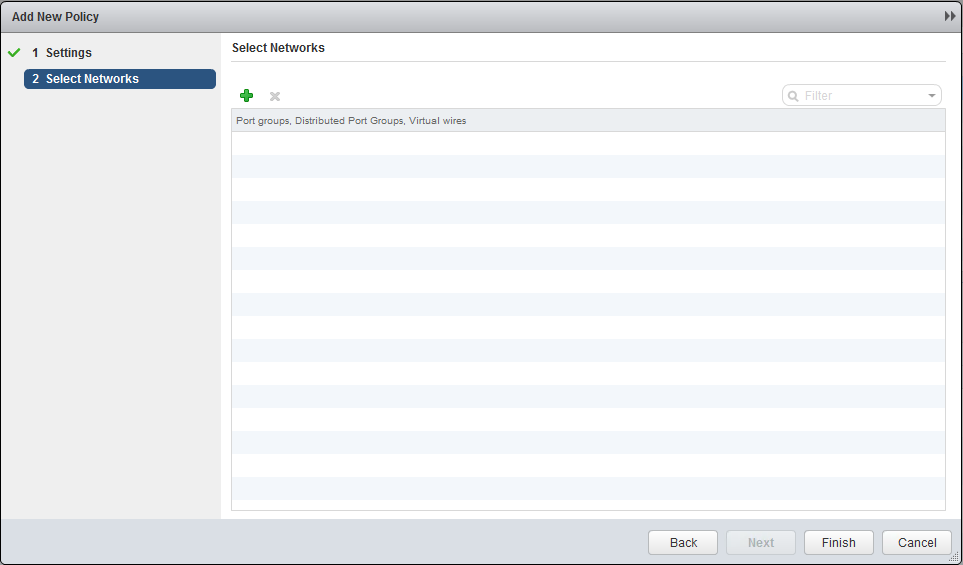 Add New Policy
1 Settings
2 Select Networks
Select Networks
Filter
Port groups, Distributed Port Groups, Virtual wires
Back
Next
Finish
Cancel